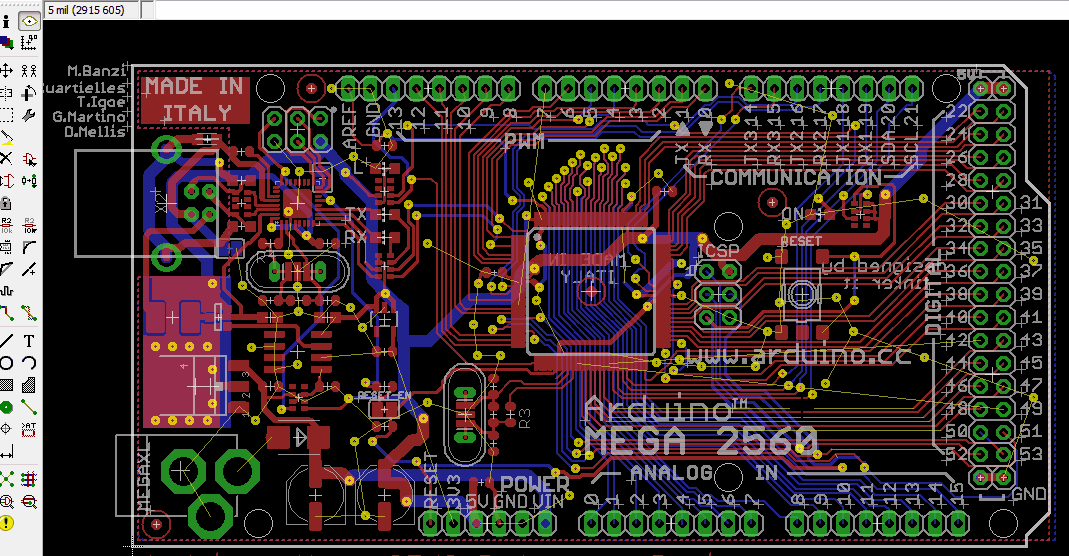 5 mil (2915 605)
M.Banzi
uartielles
T.Igoe
G.Martino
D.Mellis
MADE IN
ITALY
AREF
GND
13
12
11
10
9
8
7
6
5
4
3
2
1
0
PWM
TX
RX
TX3 14
RX3 15
TX2 16
RX2 17
TX1 18
RX1 19
SDA 20
SCL 21
COMMUNICATION
5V
22
24
26
28
30
31
32
33
34
35
36
37
38
39
40
41
42
43
44
45
46
47
48
49
50
51
52
53
GND
DIGITAL
X2
L
TX
RX
ON
RESET
ICSP
MADE IN
ITALY
designed by
tinker
it
www.arduino.cc
Arduino™
MEGA 2560
RESET-EN
R3
MEGAXL
RESET
3V3
5V GND VIN
POWER
ANALOG IN
0
1
2
3
4
5
6
7
8
9
10
11
12
13
14
15